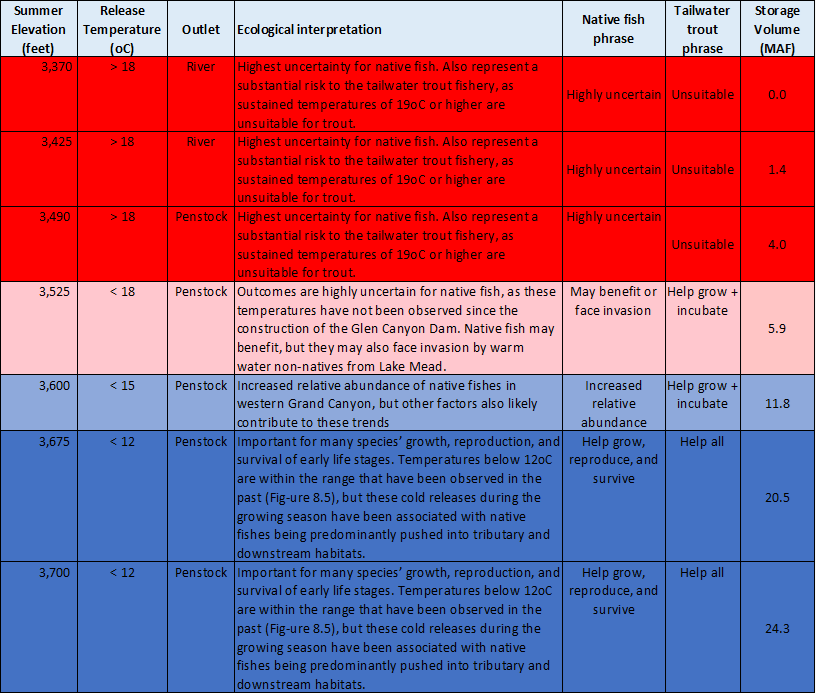 Summer Elevation (feet) | Release Temperature (oC) | Outlet | Ecological interpretation | Native fish phrase | Tailwater trout phrase | Storage Volume (MAF)
3,370 | > 18 | River | Highest uncertainty for native fish. Also represent a
substantial risk to the tailwater trout fishery, as
sustained temperatures of 19oC or higher are
unsuitable for trout. | Highly uncertain | Unsuitable | 0.0
3,425 | > 18 | River | Highest uncertainty for native fish. Also represent a
substantial risk to the tailwater trout fishery, as
sustained temperatures of 19oC or higher are
unsuitable for trout. | Highly uncertain | Unsuitable | 1.4
3,490 | > 18 | Penstock | Highest uncertainty for native fish. Also represent a
substantial risk to the tailwater trout fishery, as
sustained temperatures of 19oC or higher are
unsuitable for trout. | Highly uncertain | Unsuitable | 4.0
3,525 | < 18 | Penstock | Outcomes are highly uncertain for native fish, as these
temperatures have not been observed since the
construction of the Glen Canyon Dam. Native fish may
benefit, but they may also face invasion by warm
water non-natives from Lake Mead. | May benefit or face invasion | Help grow + incubate | 5.9
3,600 | < 15 | Penstock | Increased relative abundance of native fishes in
western Grand Canyon, but other factors also likely
contribute to these trends | Increased relative abundance | Help grow + incubate | 11.8
3,675 | < 12 | Penstock | Important for many species’ growth, reproduction, and
survival of early life stages. Temperatures below 12oC
are within the range that have been observed in the
past (Fig-ure 8.5), but these cold releases during the
growing season have been associated with native
fishes being predominantly pushed into tributary and
downstream habitats. | Help grow, reproduce, and survive | Help all | 20.5
3,700 | < 12 | Penstock | Important for many species’ growth, reproduction, and
survival of early life stages. Temperatures below 12oC
are within the range that have been observed in the
past (Fig-ure 8.5), but these cold releases during the
growing season have been associated with native
fishes being predominantly pushed into tributary and
downstream habitats. | Help grow, reproduce, and survive | Help all | 24.3